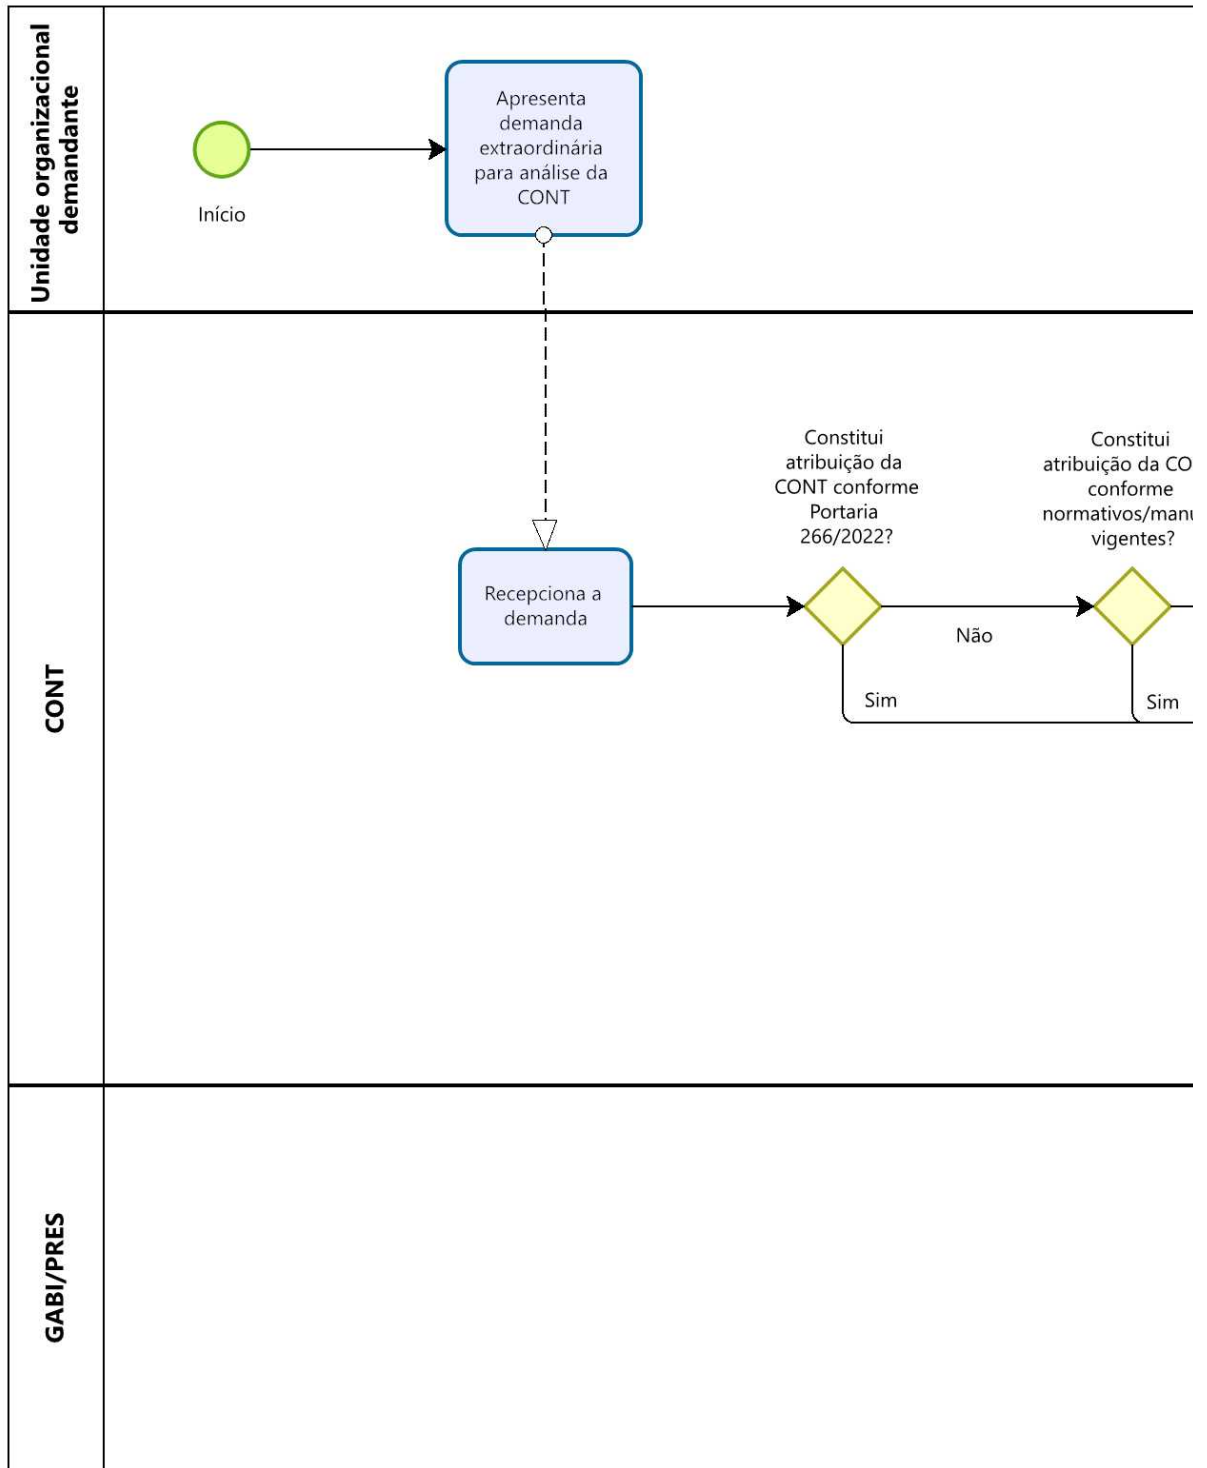 Unidade organizacional
demandante
Apresenta
demanda
extraordinária
para análise da
CONT
Início
CONT
Constitui
atribuição da
CONT conforme
Portaria
266/2022?
Constitui
atribuição da
conforme
vigentes?
Recepciona a
demanda
Não
Sim
Sim
GABI/PRES